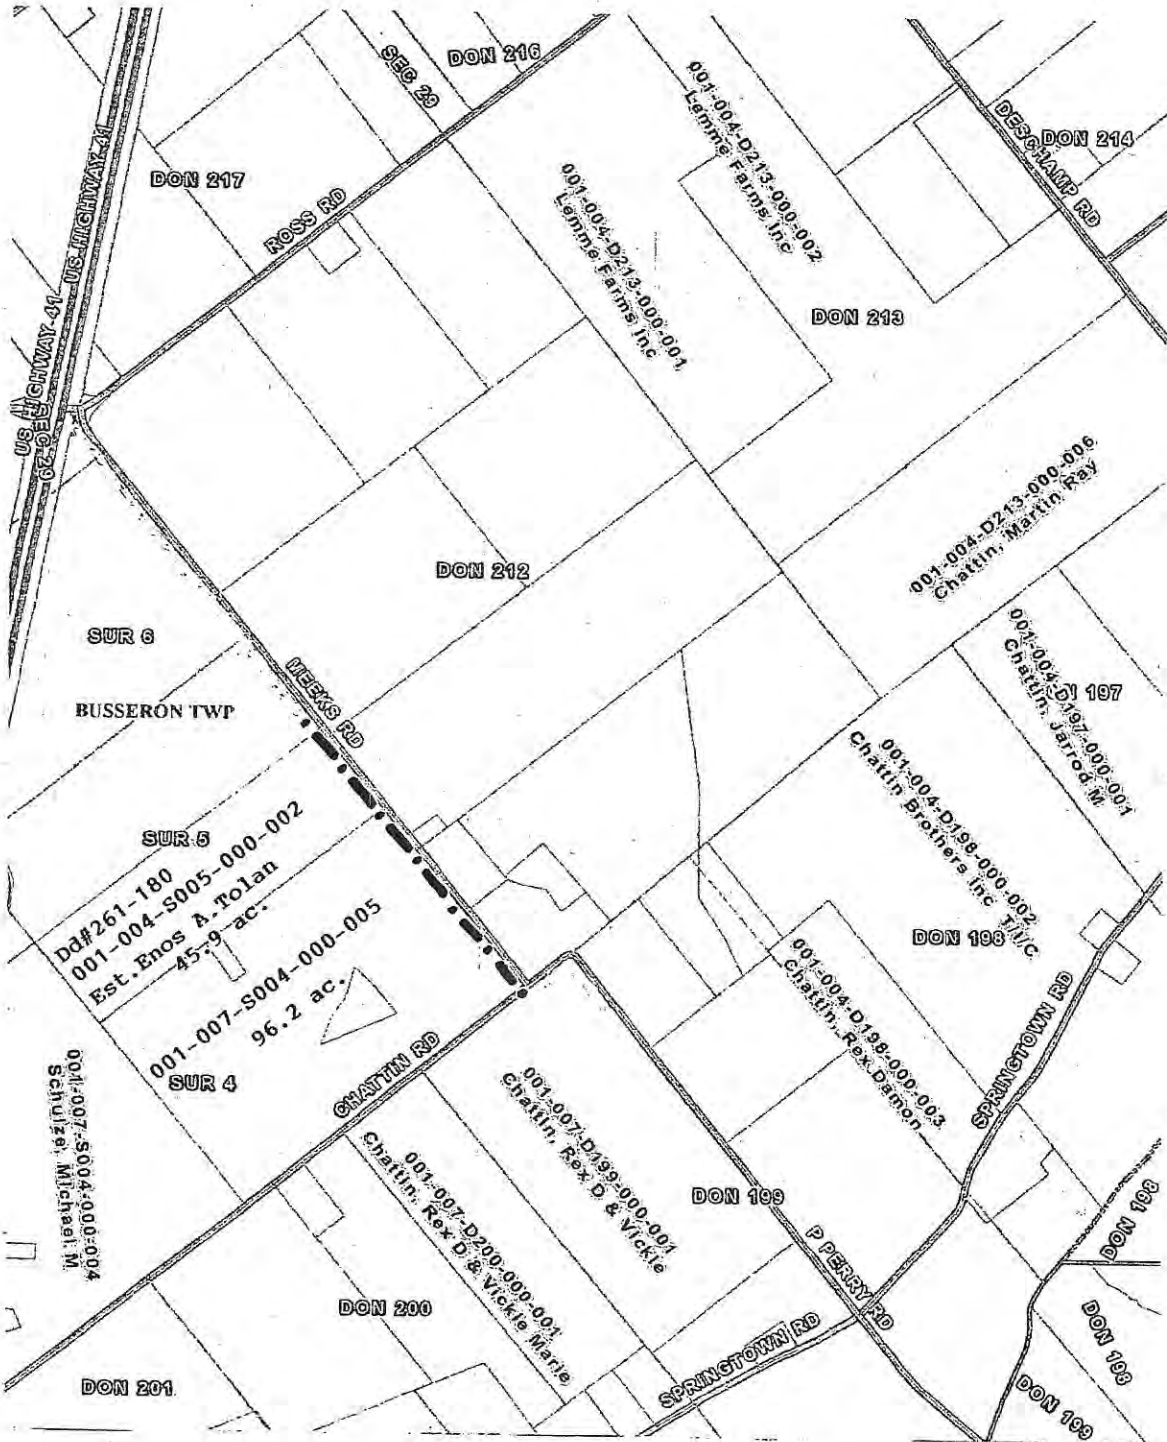 DON 216
SEC 29
DON 217
ROSS RD
US HIGHWAY 41
US HIGHWAY 41
SEC 29
001-004-D213-000-002
Lemme Farms Inc
001-004-D213-000-001
Lemme Farms Inc
DESCHAMP RD
DON 214
DON 213
001-004-D213-000-006
Chattin, Martin Ray
DON 212
SUR 6
BUSSERON TWP
MEEKS RD
001-004-D197-000-001
Chattin, Jarrod M
197
001-004-D198-000-002
Chattin Brothers Inc T/I/C
DON 198
SUR 5
Dd#261-180
001-004-S005-000-002
Est.Enos A.Tolan
45.9 ac.
001-007-S004-000-005
96.2 ac.
SUR 4
001-004-D198-000-003
Chattin, Rex Damon
SPRINGTOWN RD
CHATTIN RD
001-007-S004-000-004
Schulze, Michael M
001-007-D199-000-001
Chattin, Rex D & Vickie
001-007-D200-000-001
Chattin, Rex D & Vickie Marie
DON 199
P PERRY RD
DON 198
DON 200
SPRINGTOWN RD
DON 198
DON 201
DON 199